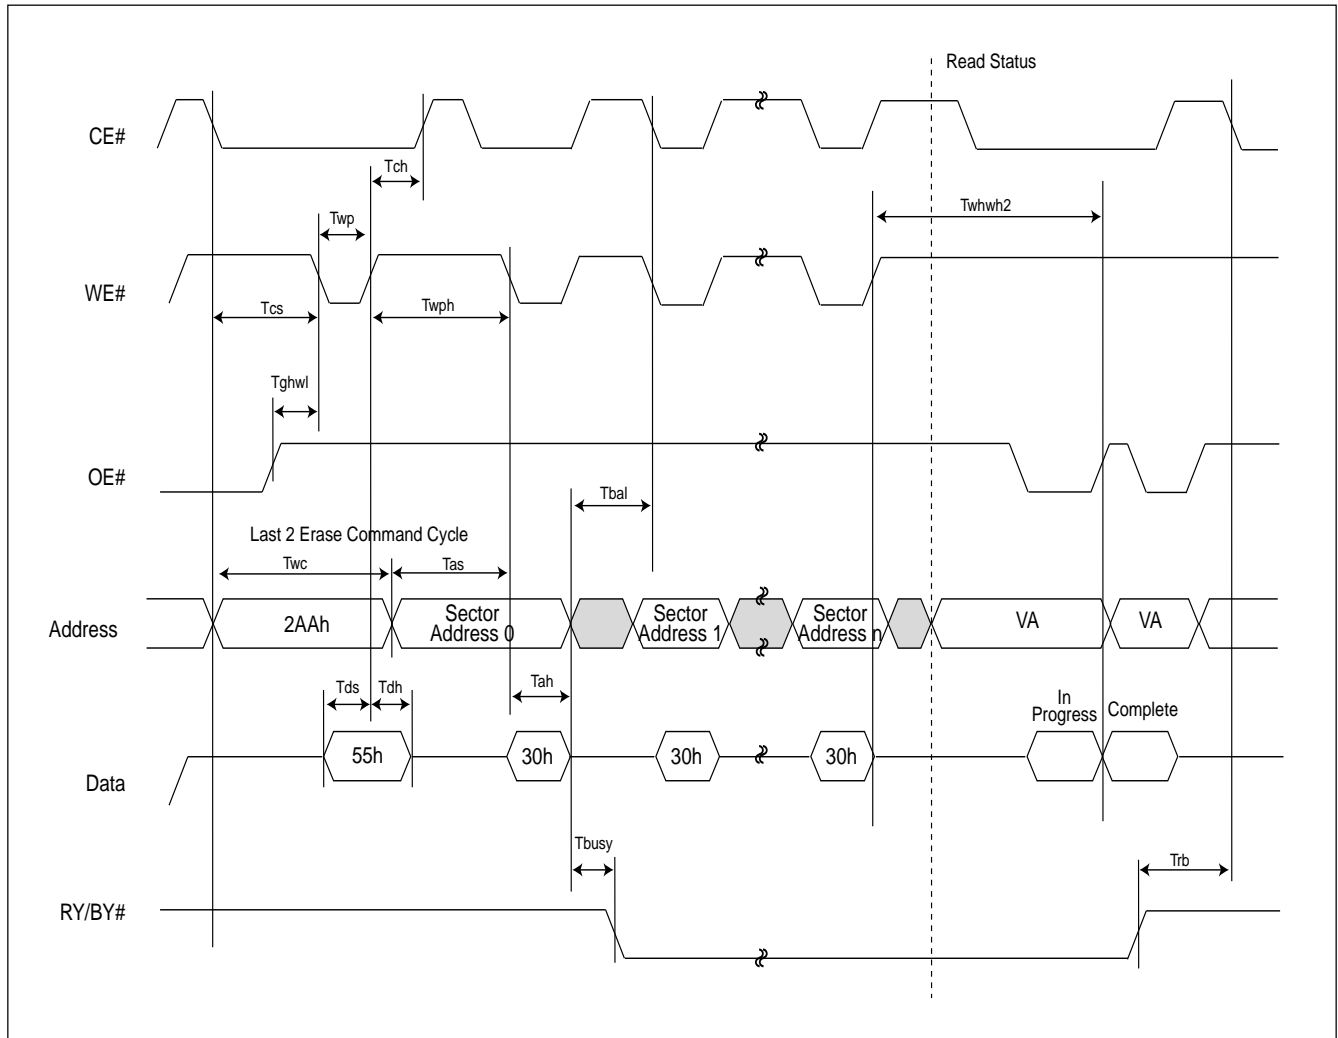 Read Status
CE#
Tch
Twhwh2
Twp
WE#
Tcs
Twph
Tghwl
OE#
Tbal
Last 2 Erase Command Cycle
Twc
Tas
Address
2AAh
Sector
Address 0
Sector
Address 1
Sector
Address n
VA
VA
Tds
Tdh
Tah
In
Progress
Complete
Data
55h
30h
30h
30h
Tbusy
Trb
RY/BY#